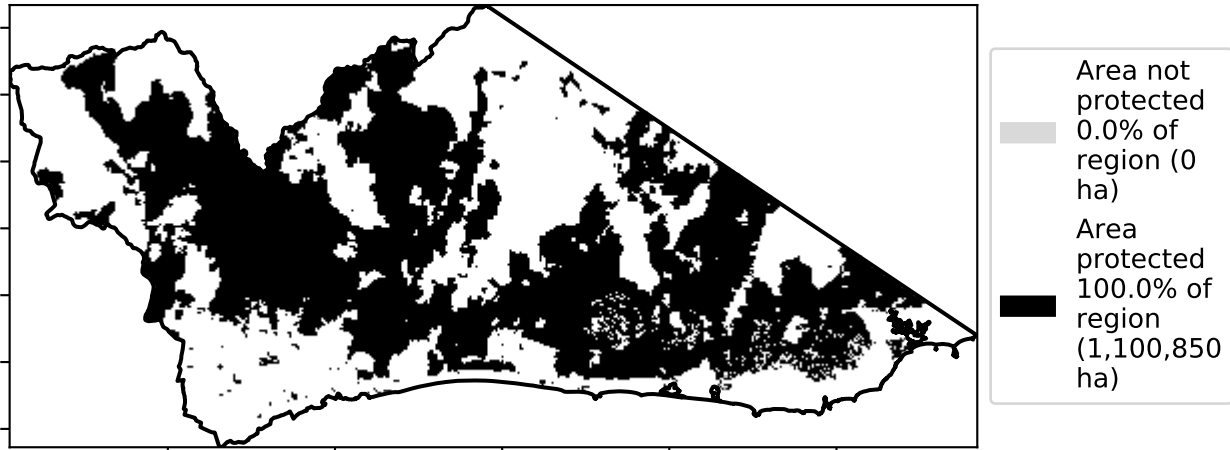 Area not
protected
0.0% of
region (0
ha)
Area
protected
100.0% of
region
(1,100,850
ha)